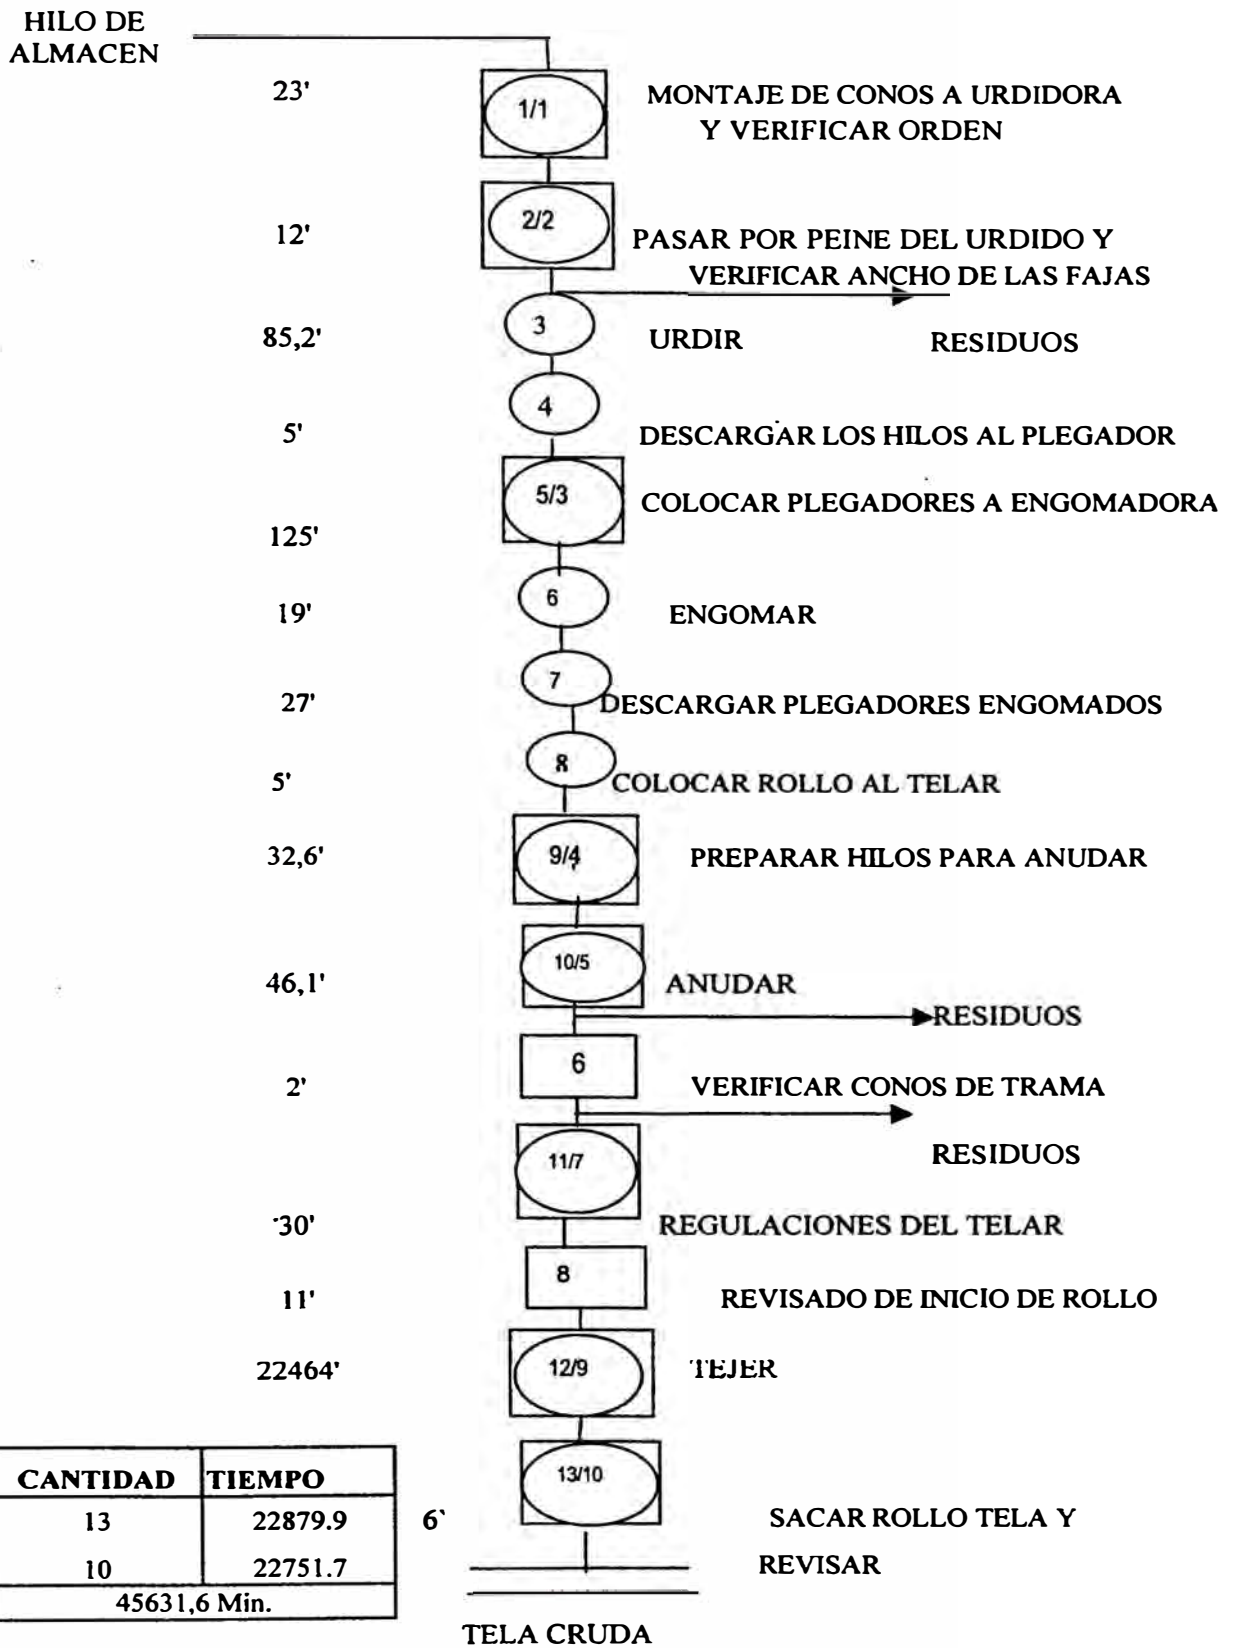 HILO DE
ALMACEN
23'
1/1
MONTAJE DE CONOS A URDIDORA
Y VERIFICAR ORDEN
12'
2/2
PASAR POR PEINE DEL URDIDO Y
VERIFICAR ANCHO DE LAS FAJAS
85,2'
3
URDIR
RESIDUOS
4
5'
DESCARGAR LOS HILOS AL PLEGADOR
5/3
COLOCAR PLEGADORES A ENGOMADORA
125'
6
19'
ENGOMAR
7
27'
DESCARGAR PLEGADORES ENGOMADOS
8
5'
COLOCAR ROLLO AL TELAR
32,6'
9/4
PREPARAR HILOS PARA ANUDAR
10/5
46,1'
ANUDAR
RESIDUOS
6
2'
VERIFICAR CONOS DE TRAMA
RESIDUOS
11/7
30'
REGULACIONES DEL TELAR
8
11'
REVISADO DE INICIO DE ROLLO
22464'
12/9
TEJER
13/10
6`
SACAR ROLLO TELA Y
REVISAR
CANTIDAD TIEMPO
13 22879.9
10 22751.7
45631,6 Min.
TELA CRUDA